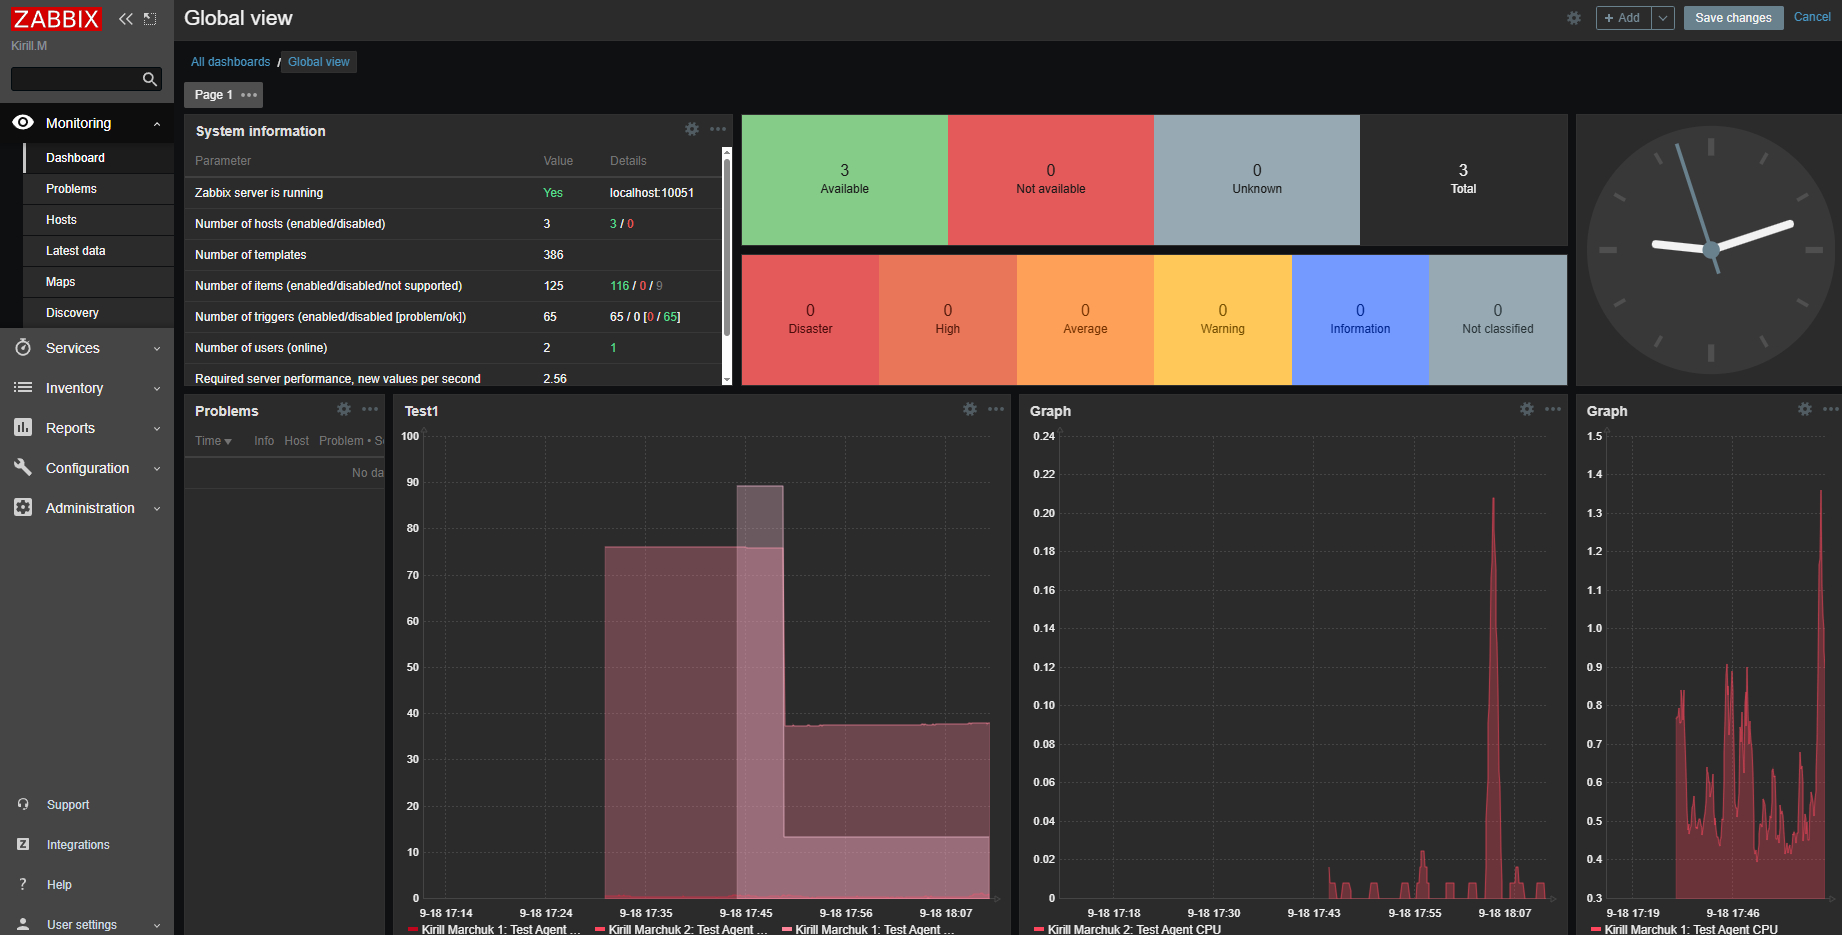 ZABBIX
Kirill.M
Monitoring
Dashboard
Problems
Hosts
Latest data
Maps
Discovery
Services
Inventory
Reports
Configuration
Administration
Support
Integrations
Help
User settings
Global view
+ Add
Save changes
Cancel
All dashboards / Global view
Page 1
System information
Parameter Value Details
Zabbix server is running Yes localhost:10051
Number of hosts (enabled/disabled) 3 3 / 0
Number of templates 386
Number of items (enabled/disabled/not supported) 125 116 / 0 / 9
Number of triggers (enabled/disabled [problem/ok]) 65 65 / 0 [0 / 65]
Number of users (online) 2 1
Required server performance, new values per second 2.56
3 0 0 3
Available Not available Unknown Total
0 0 0 0 0 0
Disaster High Average Warning Information Not classified
Problems
Time Info Host Problem • S
No da
Test1
100
90
80
70
60
50
40
30
20
10
0
9-18 17:14 9-18 17:24 9-18 17:35 9-18 17:45 9-18 17:56 9-18 18:07
Kirill Marchuk 1: Test Agent ... Kirill Marchuk 2: Test Agent ... Kirill Marchuk 1: Test Agent ...
Graph
0.24
0.22
0.20
0.18
0.16
0.14
0.12
0.10
0.08
0.06
0.04
0.02
0
9-18 17:18 9-18 17:30 9-18 17:43 9-18 17:55 9-18 18:07
Kirill Marchuk 2: Test Agent CPU
Graph
1.5
1.4
1.3
1.2
1.1
1.0
0.9
0.8
0.7
0.6
0.5
0.4
0.3
9-18 17:19 9-18 17:46
Kirill Marchuk 1: Test Agent CPU